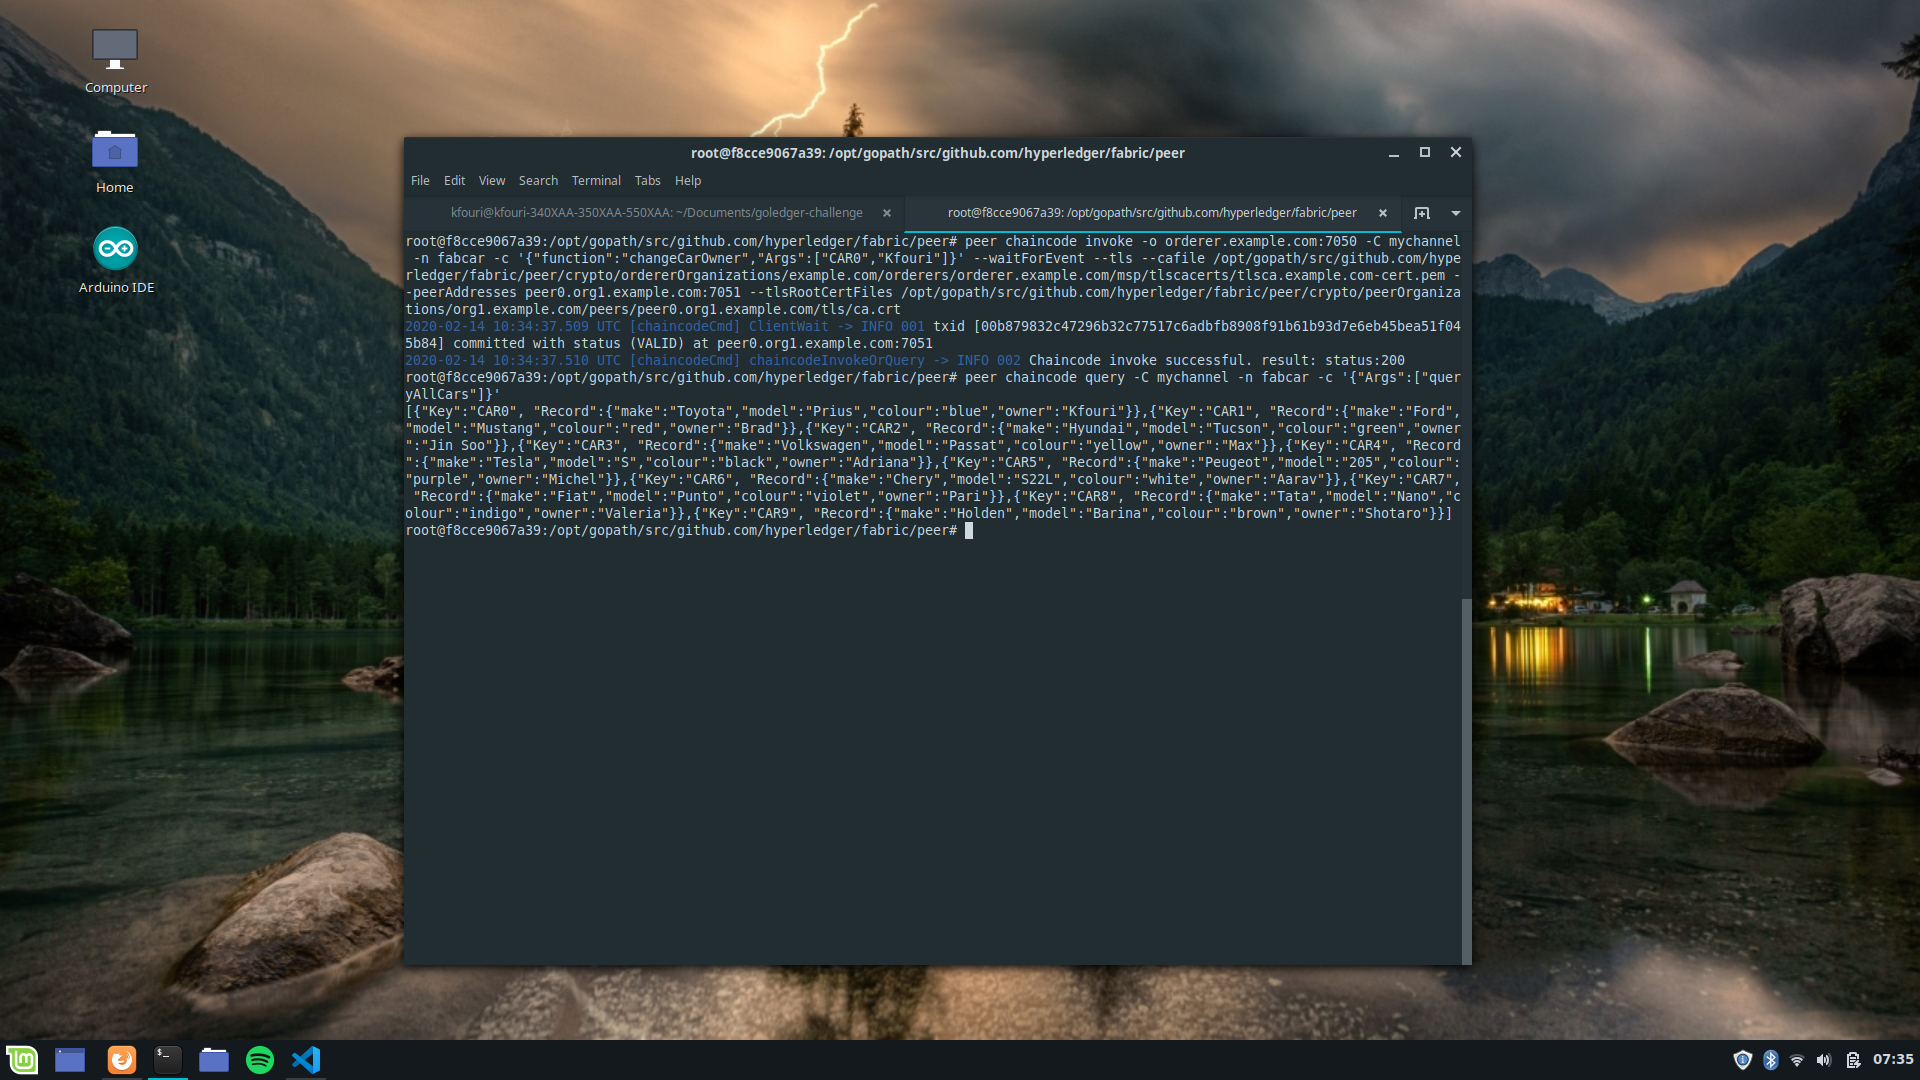 Computer
Home
Arduino IDE
root@f8cce9067a39: /opt/gopath/src/github.com/hyperledger/fabric/peer
File Edit View Search Terminal Tabs Help
kfouri@kfouri-340XAA-350XAA-550XAA: ~/Documents/goledger-challenge
root@f8cce9067a39: /opt/gopath/src/github.com/hyperledger/fabric/peer
root@f8cce9067a39:/opt/gopath/src/github.com/hyperledger/fabric/peer# peer chaincode invoke -o orderer.example.com:7050 -C mychannel
 -n fabcar -c '{"function":"changeCarOwner","Args":["CAR0","Kfouri"]}' --waitForEvent --tls --cafile /opt/gopath/src/github.com/hype
rledger/fabric/peer/crypto/ordererOrganizations/example.com/orderers/orderer.example.com/msp/tlscacerts/tlsca.example.com-cert.pem -
-peerAddresses peer0.org1.example.com:7051 --tlsRootCertFiles /opt/gopath/src/github.com/hyperledger/fabric/peer/crypto/peerOrganiza
tions/org1.example.com/peers/peer0.org1.example.com/tls/ca.crt
2020-02-14 10:34:37.509 UTC [chaincodeCmd] ClientWait -> INFO 001 txid [00b879832c47296b32c77517c6adbfb8908f91b61b93d7e6eb45bea51f04
5b84] committed with status (VALID) at peer0.org1.example.com:7051
2020-02-14 10:34:37.510 UTC [chaincodeCmd] chaincodeInvokeOrQuery -> INFO 002 Chaincode invoke successful. result: status:200
root@f8cce9067a39:/opt/gopath/src/github.com/hyperledger/fabric/peer# peer chaincode query -C mychannel -n fabcar -c '{"Args":["quer
yAllCars"]}'
[{"Key":"CAR0", "Record":{"make":"Toyota","model":"Prius","colour":"blue","owner":"Kfouri"}},{"Key":"CAR1", "Record":{"make":"Ford",
"model":"Mustang","colour":"red","owner":"Brad"}},{"Key":"CAR2", "Record":{"make":"Hyundai","model":"Tucson","colour":"green","owner
":"Jin Soo"}},{"Key":"CAR3", "Record":{"make":"Volkswagen","model":"Passat","colour":"yellow","owner":"Max"}},{"Key":"CAR4", "Record
":{"make":"Tesla","model":"S","colour":"black","owner":"Adriana"}},{"Key":"CAR5", "Record":{"make":"Peugeot","model":"205","colour":
"purple","owner":"Michel"}},{"Key":"CAR6", "Record":{"make":"Chery","model":"S22L","colour":"white","owner":"Aarav"}},{"Key":"CAR7",
 "Record":{"make":"Fiat","model":"Punto","colour":"violet","owner":"Pari"}},{"Key":"CAR8", "Record":{"make":"Tata","model":"Nano","c
olour":"indigo","owner":"Valeria"}},{"Key":"CAR9", "Record":{"make":"Holden","model":"Barina","colour":"brown","owner":"Shotaro"}}]
root@f8cce9067a39:/opt/gopath/src/github.com/hyperledger/fabric/peer#
07:35